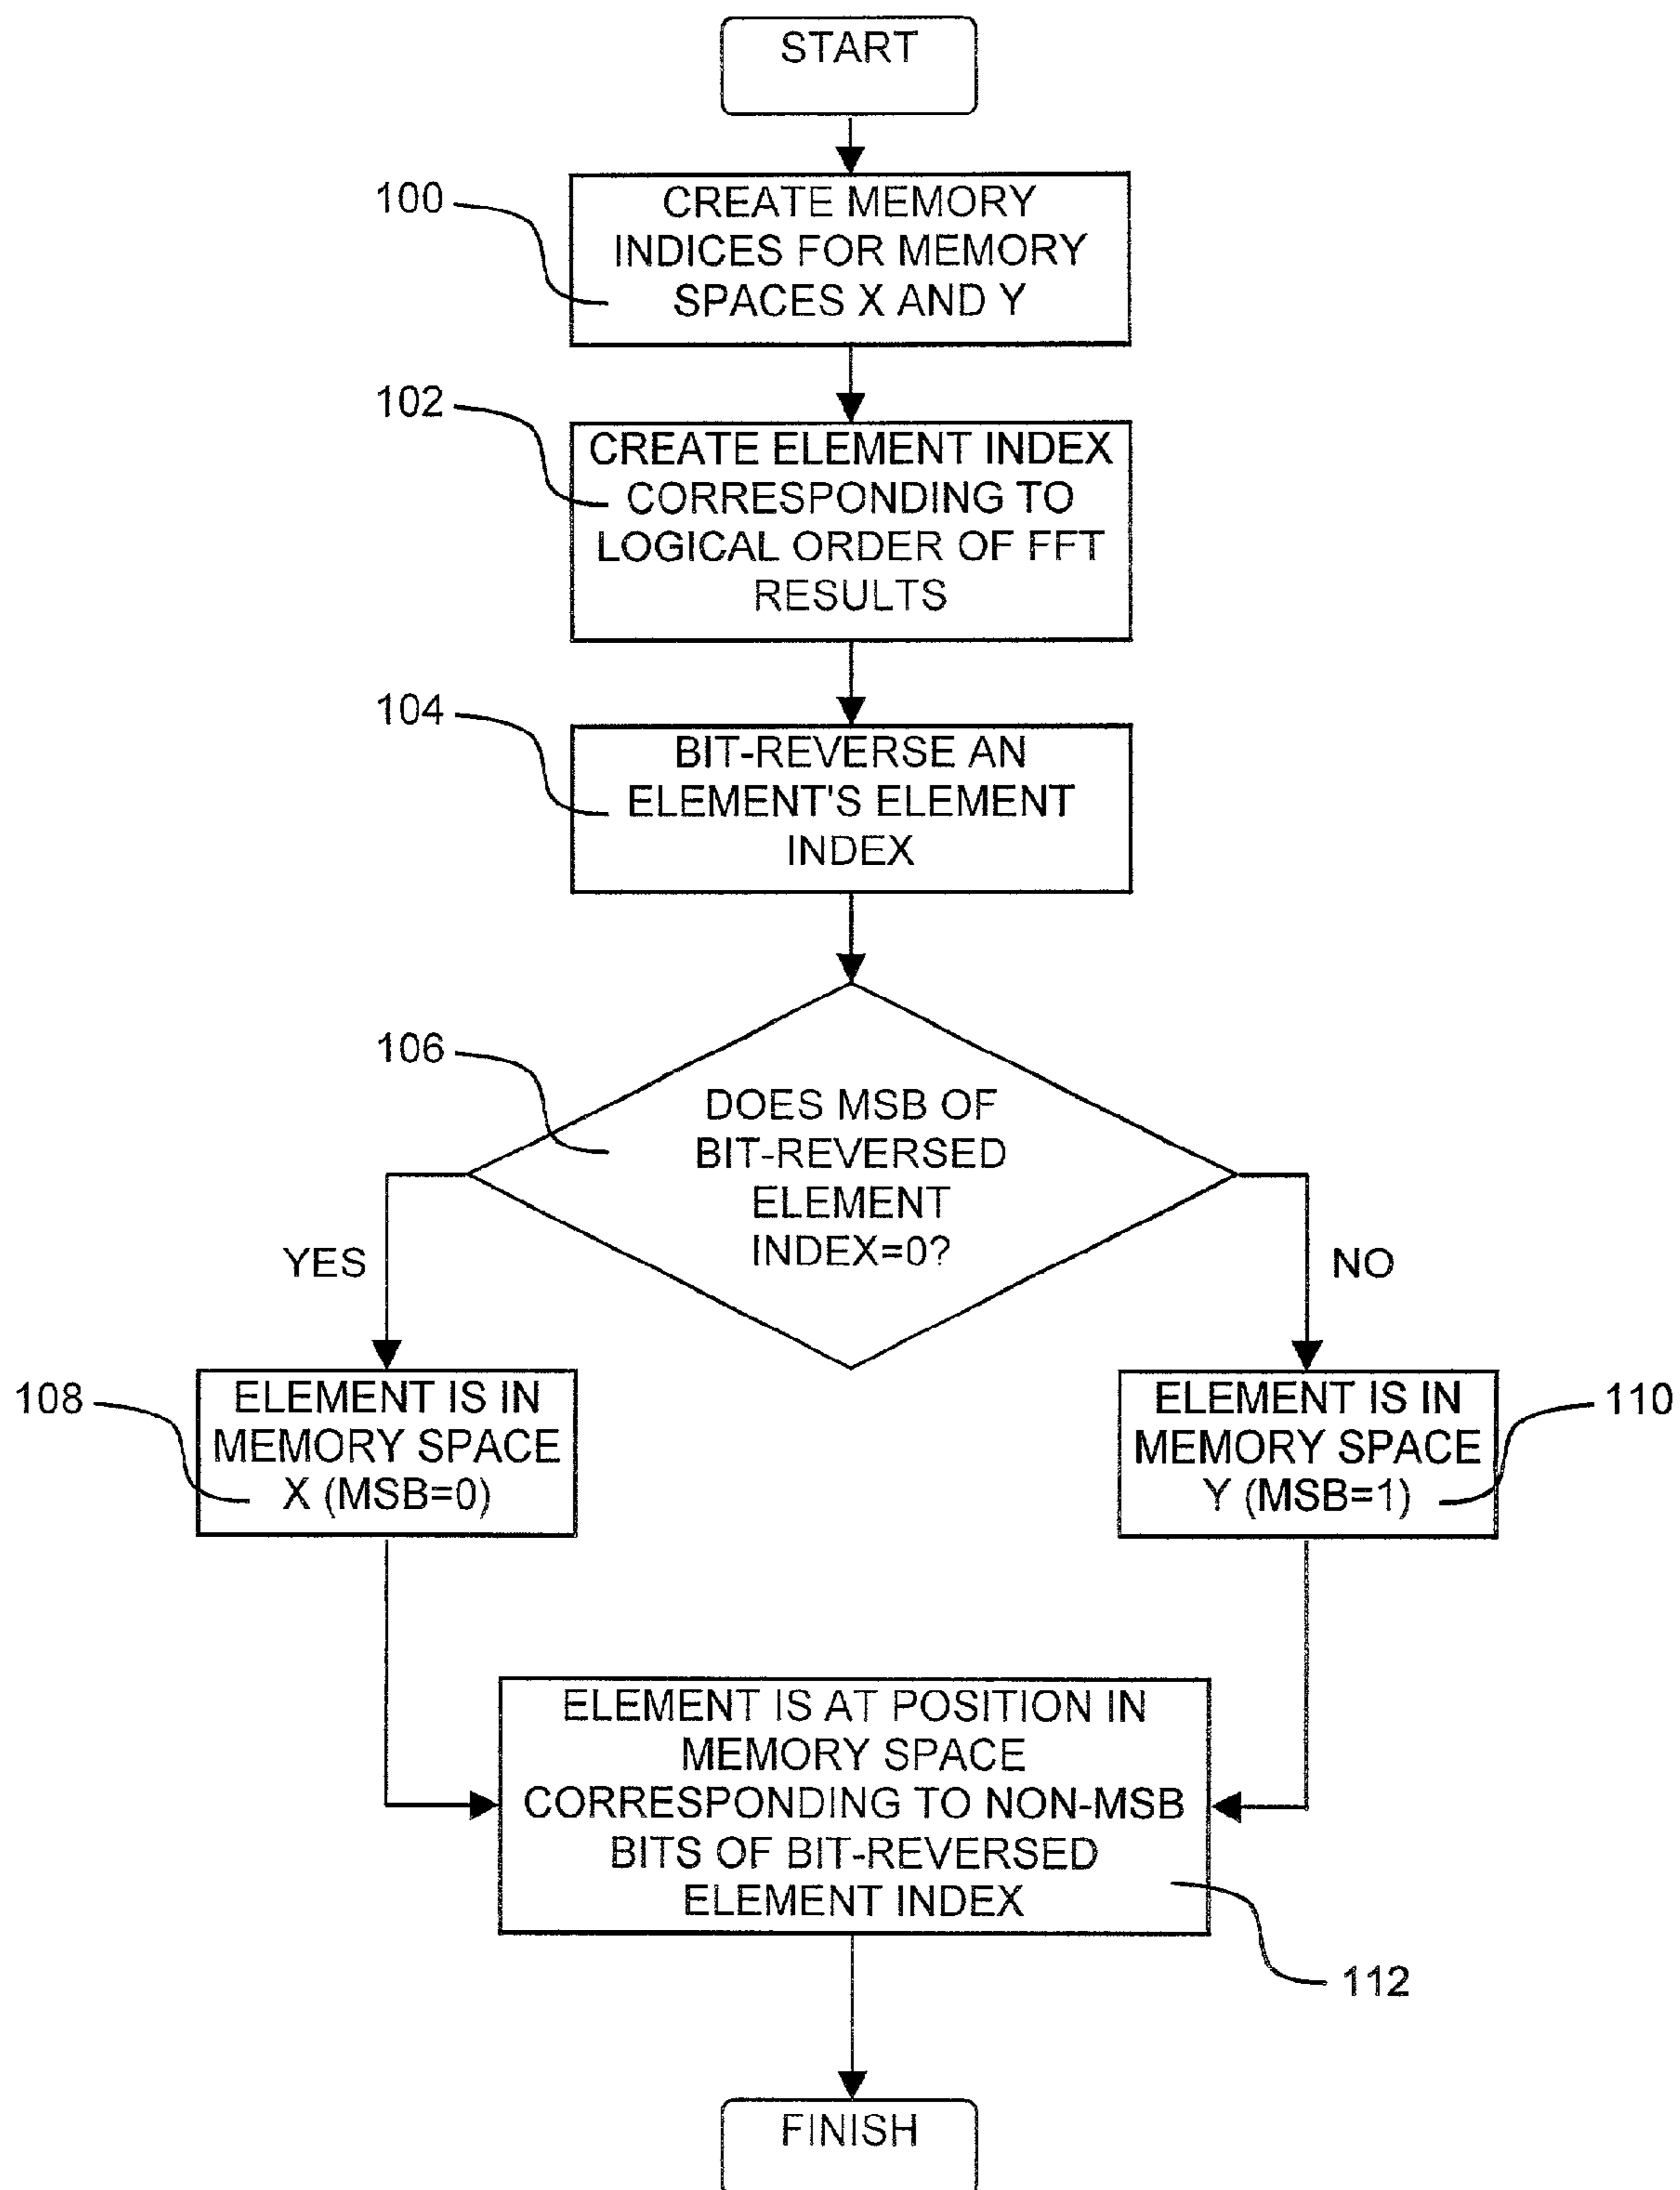 START
100
CREATE MEMORY
INDICES FOR MEMORY
SPACES X AND Y
102
CREATE ELEMENT INDEX
CORRESPONDING TO
LOGICAL ORDER OF FFT
RESULTS
104
BIT-REVERSE AN
ELEMENT'S ELEMENT
INDEX
106
DOES MSB OF
BIT-REVERSED
ELEMENT
INDEX=0?
YES
NO
108
ELEMENT IS IN
MEMORY SPACE
X (MSB=0)
ELEMENT IS IN
MEMORY SPACE
Y (MSB=1)
110
ELEMENT IS AT POSITION IN
MEMORY SPACE
CORRESPONDING TO NON-MSB
BITS OF BIT-REVERSED
ELEMENT INDEX
112
FINISH